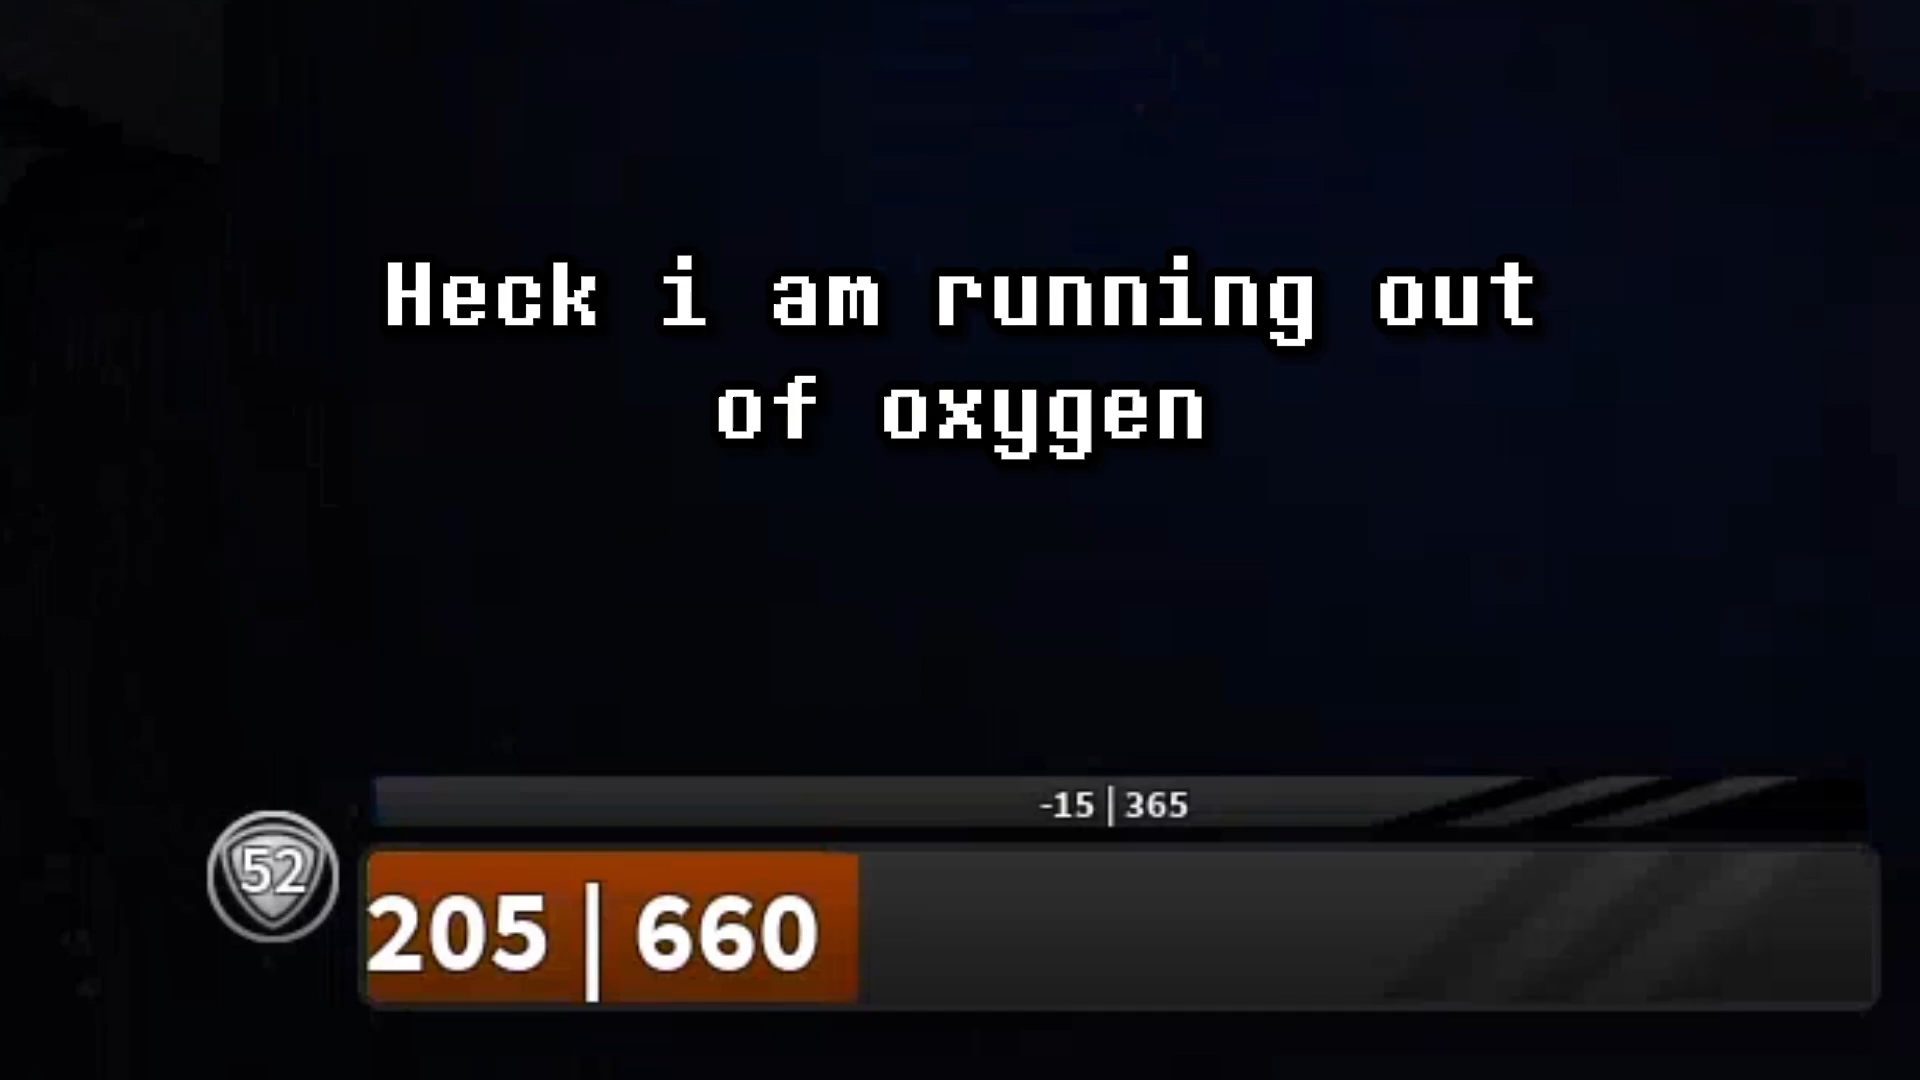 Heck i am running out
of oxygen
-15 | 365
52
205 | 660